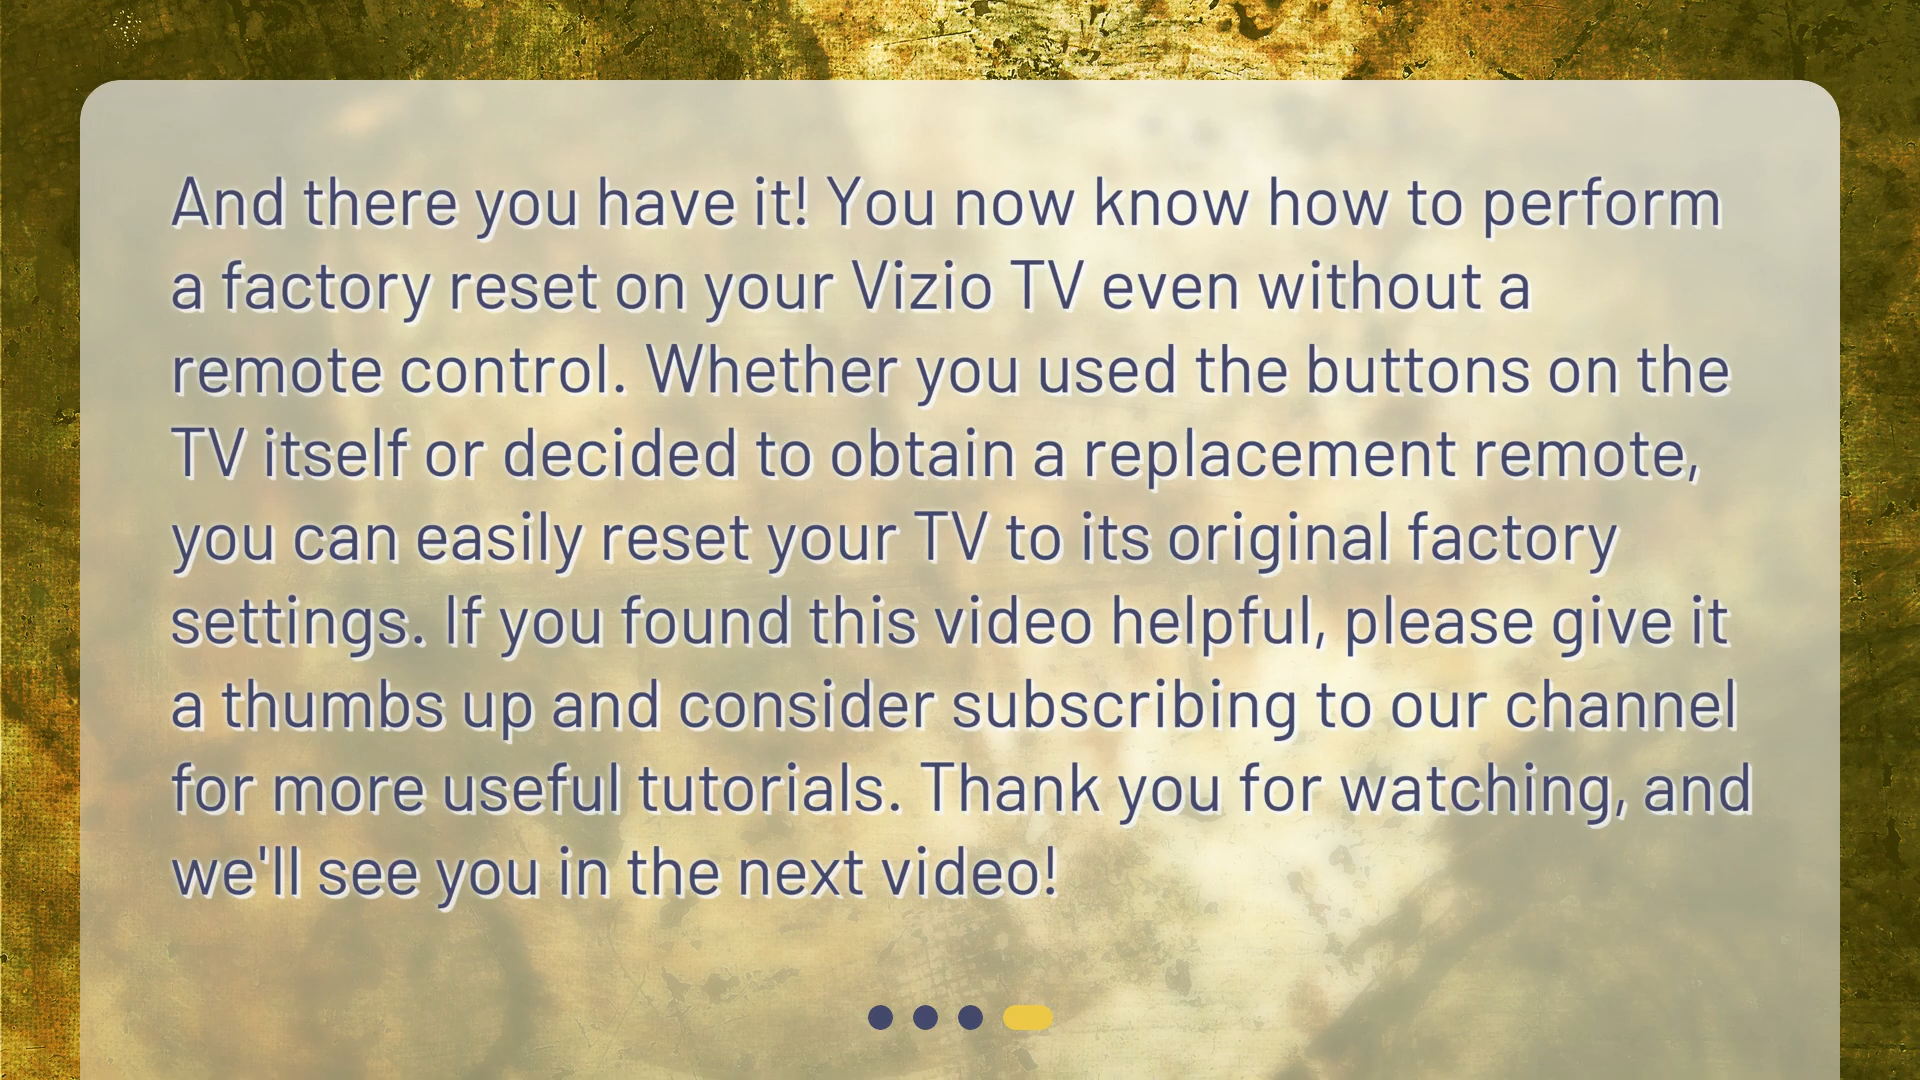 And there you have it! You now know how to perform
a factory reset on your Vizio TV even without a
remote control. Whether you used the buttons on the
TV itself or decided to obtain a replacement remote,
you can easily reset your TV to its original factory
settings. If you found this video helpful, please give it
a thumbs up and consider subscribing to our channel
for more useful tutorials. Thank you for watching, and
we'll see you in the next video!